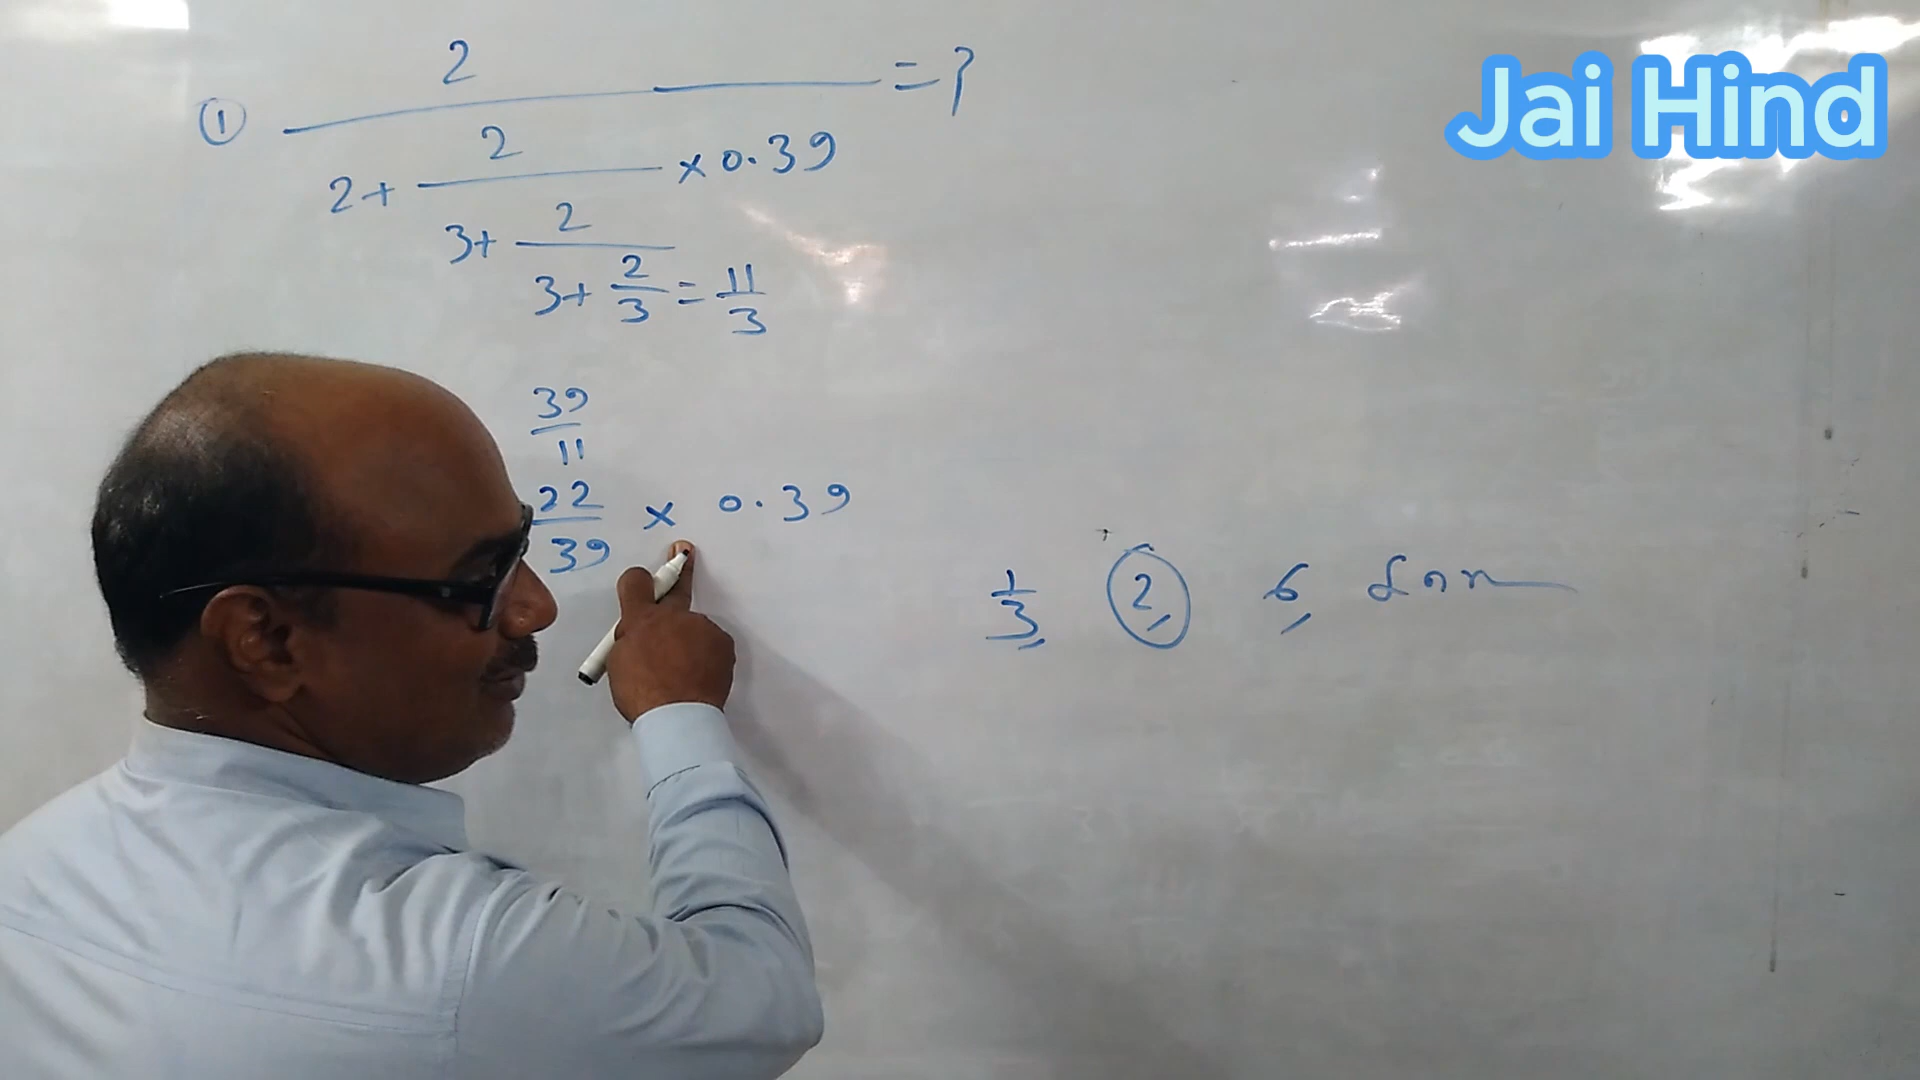 Jai Hind
① 2 = ?
2 + 2 × 0.39
3 + 2
3 + 2/3 = 11/3
39/11
22/39 × 0.39
1/3 2 6